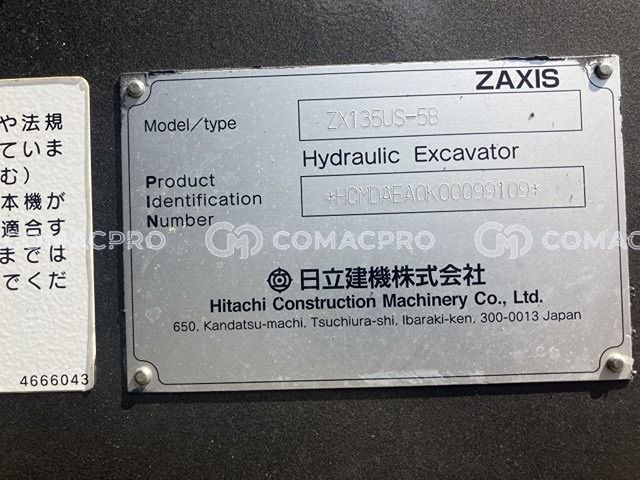 や法規
ていま
む)
本機が
適合す
までは
でくだ
4666043
ZAXIS
Model/type
ZX135US-5B
Hydraulic Excavator
Product
Identification
Number
*HCMDAEA0K00099109*
COMACPRO
COMACPRO
日立建機株式会社
Hitachi Construction Machinery Co., Ltd.
650, Kandatsu-machi, Tsuchiura-shi, Ibaraki-ken, 300-0013 Japan